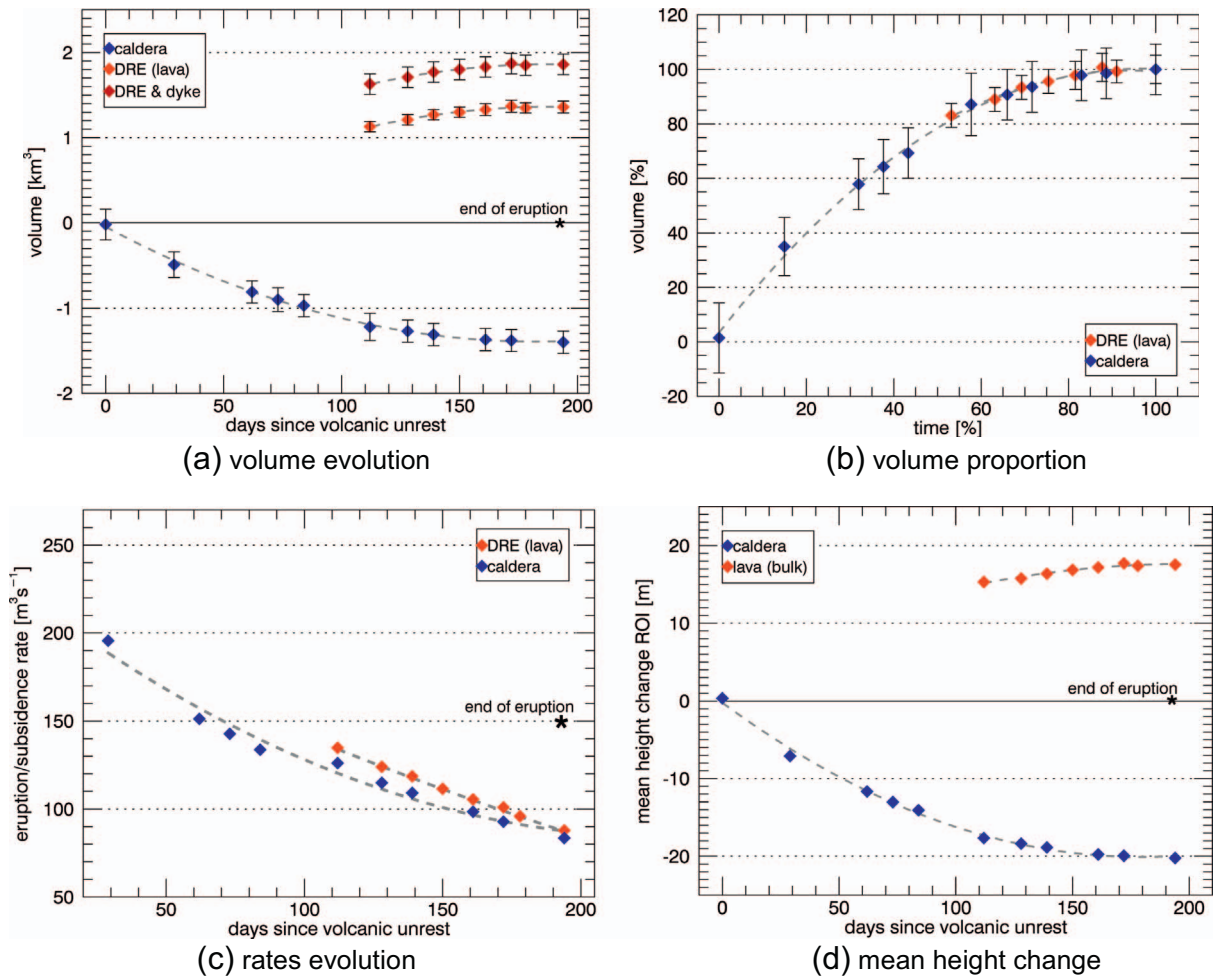 caldera
DRE (lava)
DRE & dyke
2
1
0
-1
-2
volume [km³]
end of eruption
*
0 50 100 150 200
days since volcanic unrest
(a) volume evolution
120
100
80
60
40
20
0
-20
volume [%]
DRE (lava)
caldera
0 20 40 60 80 100
time [%]
(b) volume proportion
250
200
150
100
50
eruption/subsidence rate [m³s⁻¹]
DRE (lava)
caldera
end of eruption
*
50 100 150 200
days since volcanic unrest
(c) rates evolution
20
10
0
-10
-20
mean height change ROI [m]
caldera
lava (bulk)
end of eruption
*
0 50 100 150 200
days since volcanic unrest
(d) mean height change